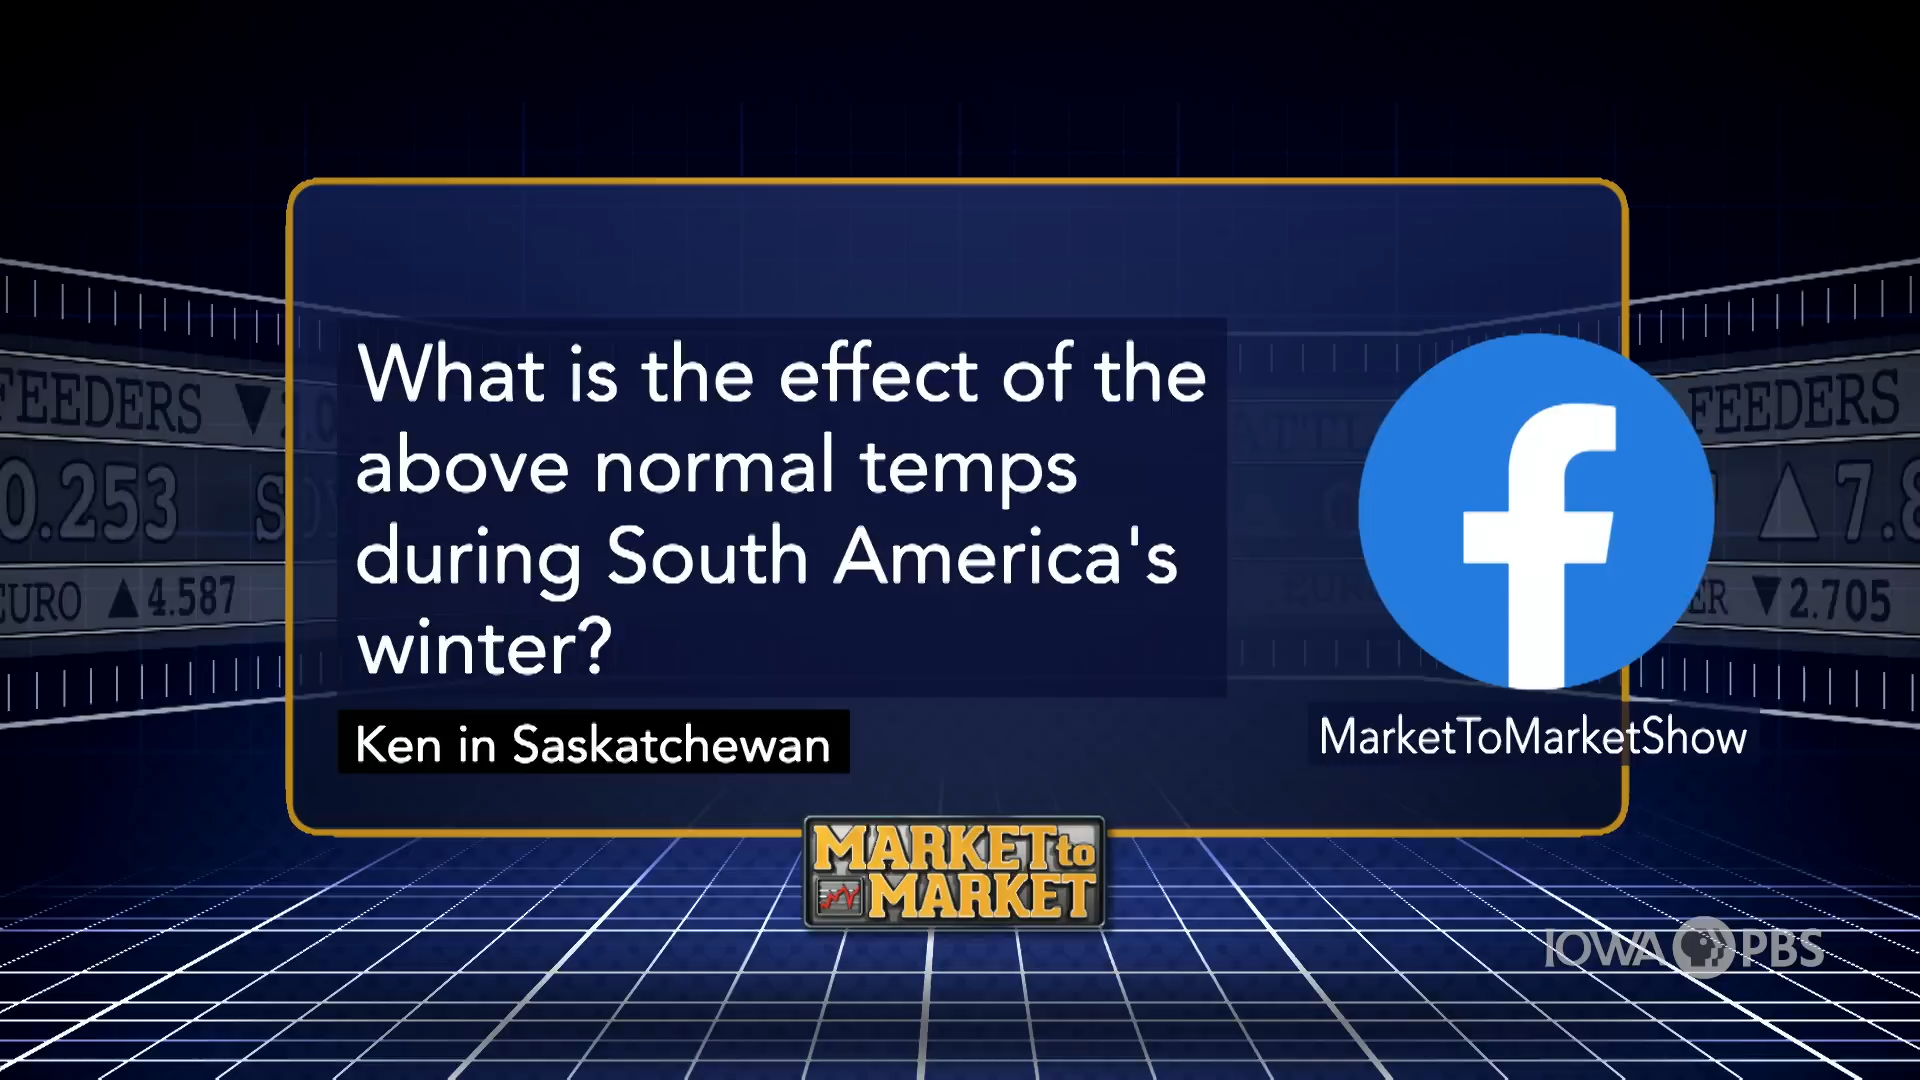 What is the effect of the
above normal temps
during South America's
winter?
Ken in Saskatchewan
MarketToMarketShow
MARKET to
MARKET
IOWA PBS
FEEDERS ▼
0.253
EURO ▲4.587
FEEDERS
▲7.8
ER ▼2.705